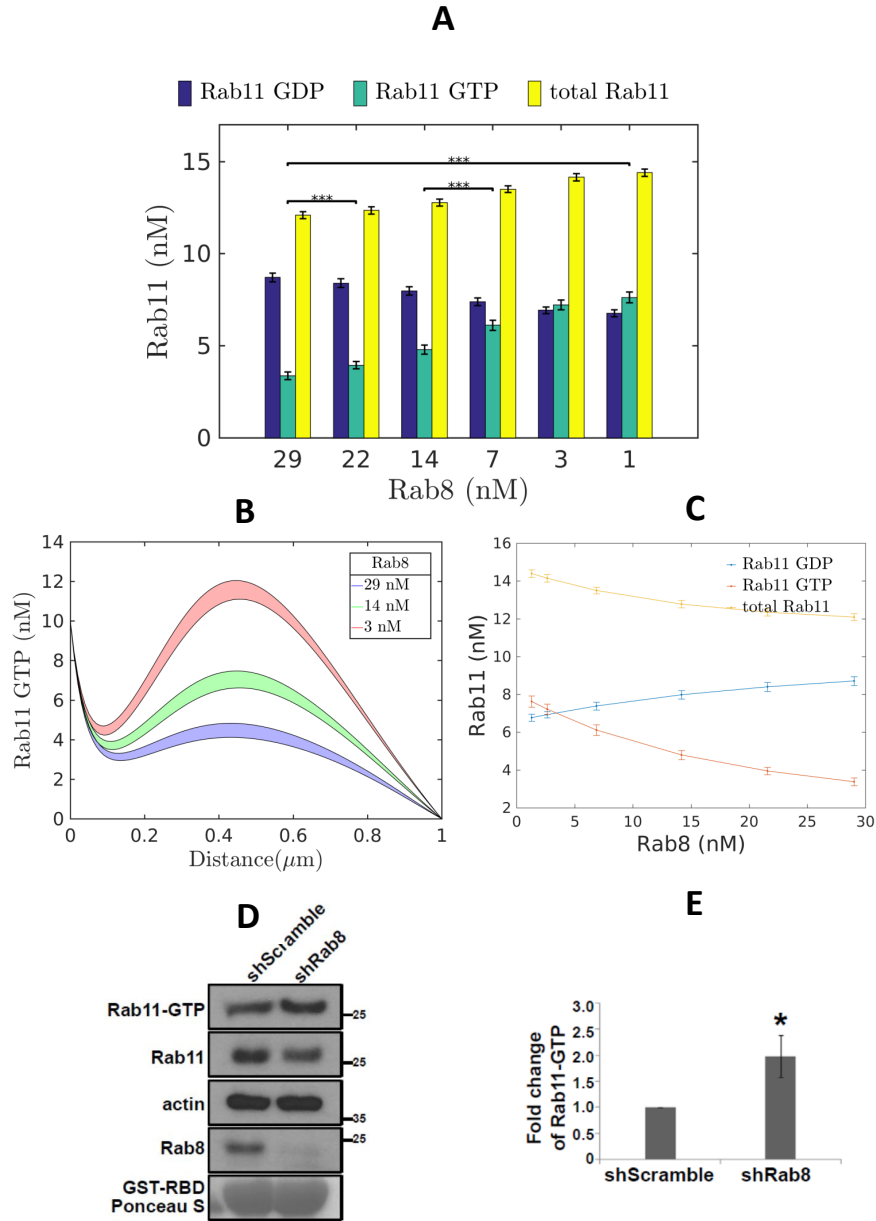 A
Rab11 GDP Rab11 GTP total Rab11
Rab11 (nM)
15
10
5
0
***
***
***
29 22 14 7 3 1
Rab8 (nM)
B
Rab11 GTP (nM)
14
12
10
8
6
4
2
0
Rab8
29 nM
14 nM
3 nM
0 0.2 0.4 0.6 0.8 1
Distance(μm)
C
Rab11 (nM)
16
14
12
10
8
6
4
2
Rab11 GDP
Rab11 GTP
total Rab11
0 5 10 15 20 25 30
Rab8 (nM)
D
shScramble
shRab8
Rab11-GTP
25
Rab11
25
actin
35
Rab8
25
GST-RBD
Ponceau S
E
Fold change
of Rab11-GTP
3.0
2.5
2.0
1.5
1.0
0.5
0
*
shScramble shRab8